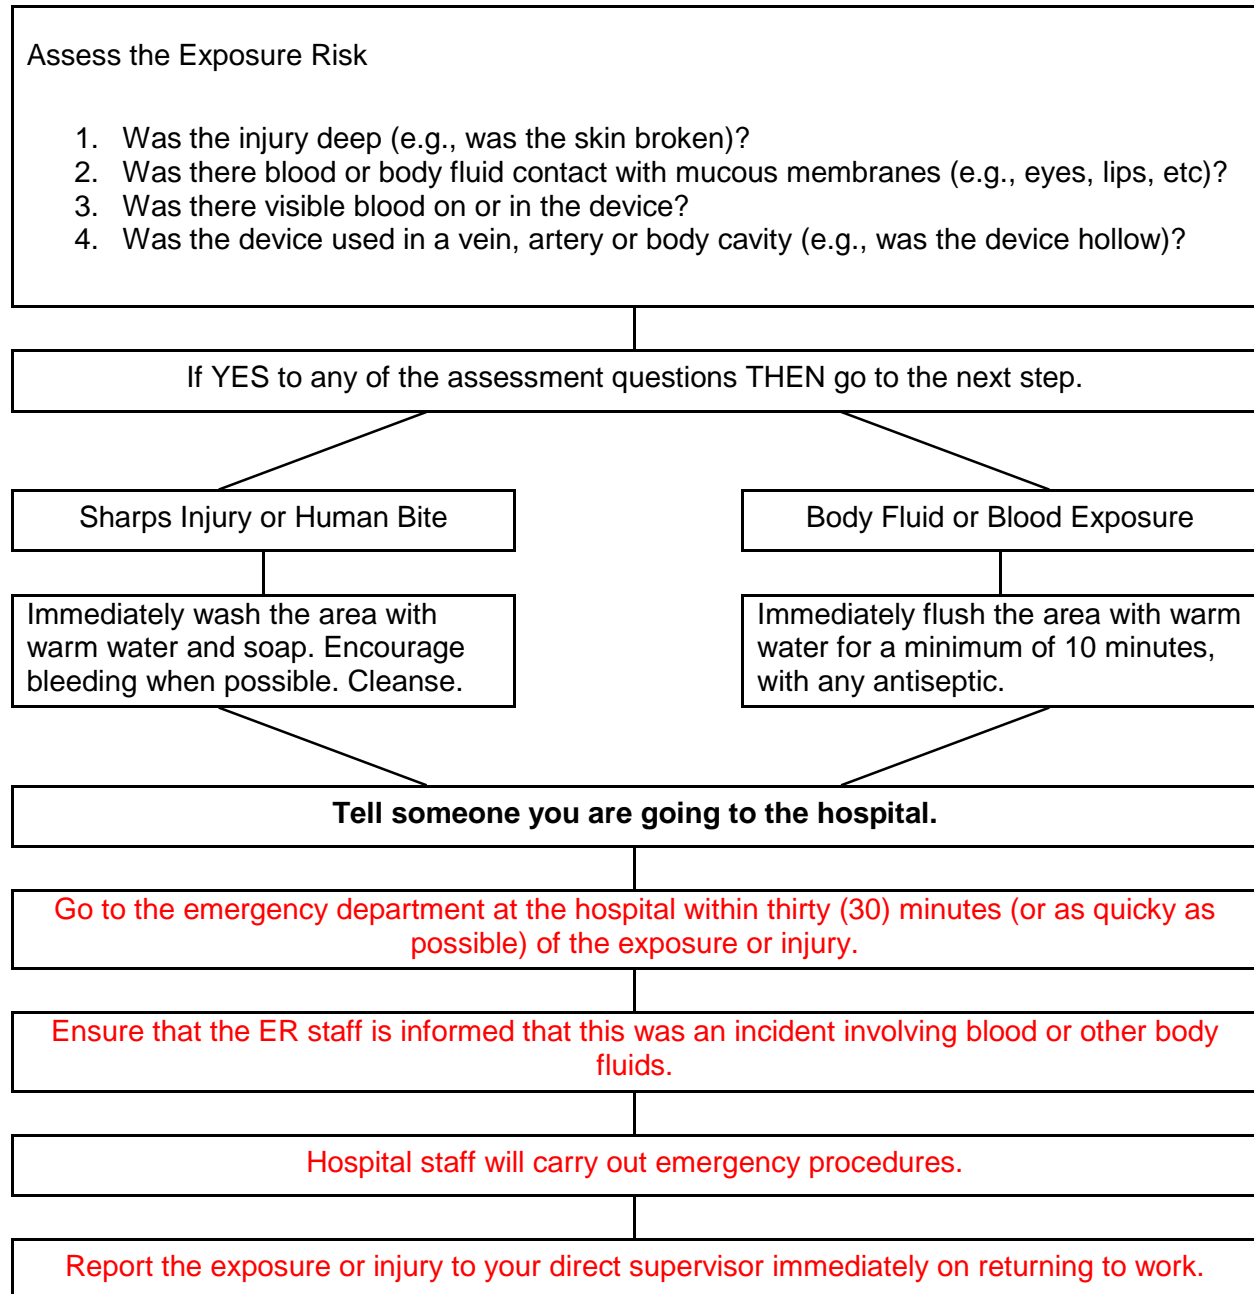 Assess the Exposure Risk
1. Was the injury deep (e.g., was the skin broken)?
2. Was there blood or body fluid contact with mucous membranes (e.g., eyes, lips, etc)?
3. Was there visible blood on or in the device?
4. Was the device used in a vein, artery or body cavity (e.g., was the device hollow)?
If YES to any of the assessment questions THEN go to the next step.
Sharps Injury or Human Bite
Immediately wash the area with
warm water and soap. Encourage
bleeding when possible. Cleanse.
Body Fluid or Blood Exposure
Immediately flush the area with warm
water for a minimum of 10 minutes,
with any antiseptic.
Tell someone you are going to the hospital.
Go to the emergency department at the hospital within thirty (30) minutes (or as quicky as
possible) of the exposure or injury.
Ensure that the ER staff is informed that this was an incident involving blood or other body
fluids.
Hospital staff will carry out emergency procedures.
Report the exposure or injury to your direct supervisor immediately on returning to work.